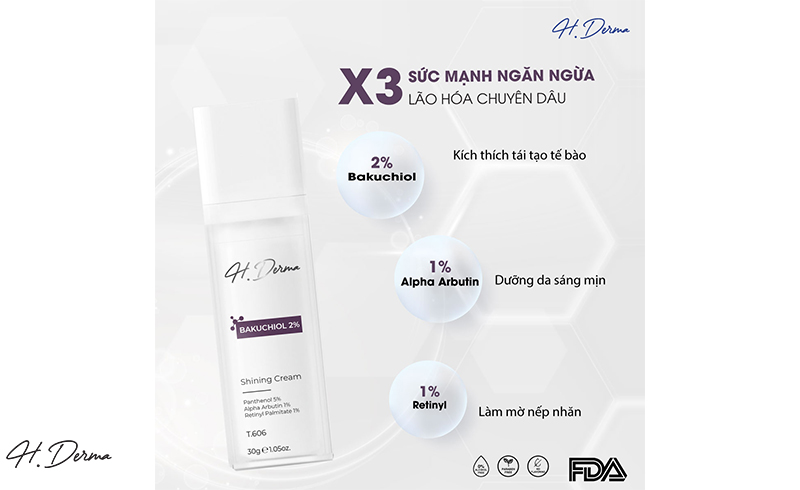 H. Derma
X3 SỨC MẠNH NGĂN NGỪA
LÃO HÓA CHUYÊN DÂU
2%
Bakuchiol
Kích thích tái tạo tế bào
1%
Alpha Arbutin
Dưỡng da sáng mịn
1%
Retinyl
Làm mờ nếp nhăn
H. Derma
BAKUCHIOL 2%
Shining Cream
Panthenol 5%
Alpha Arbutin 1%
Retinyl Palmitate 1%
T.606
30g e 1.05oz.
FDA
H. Derma